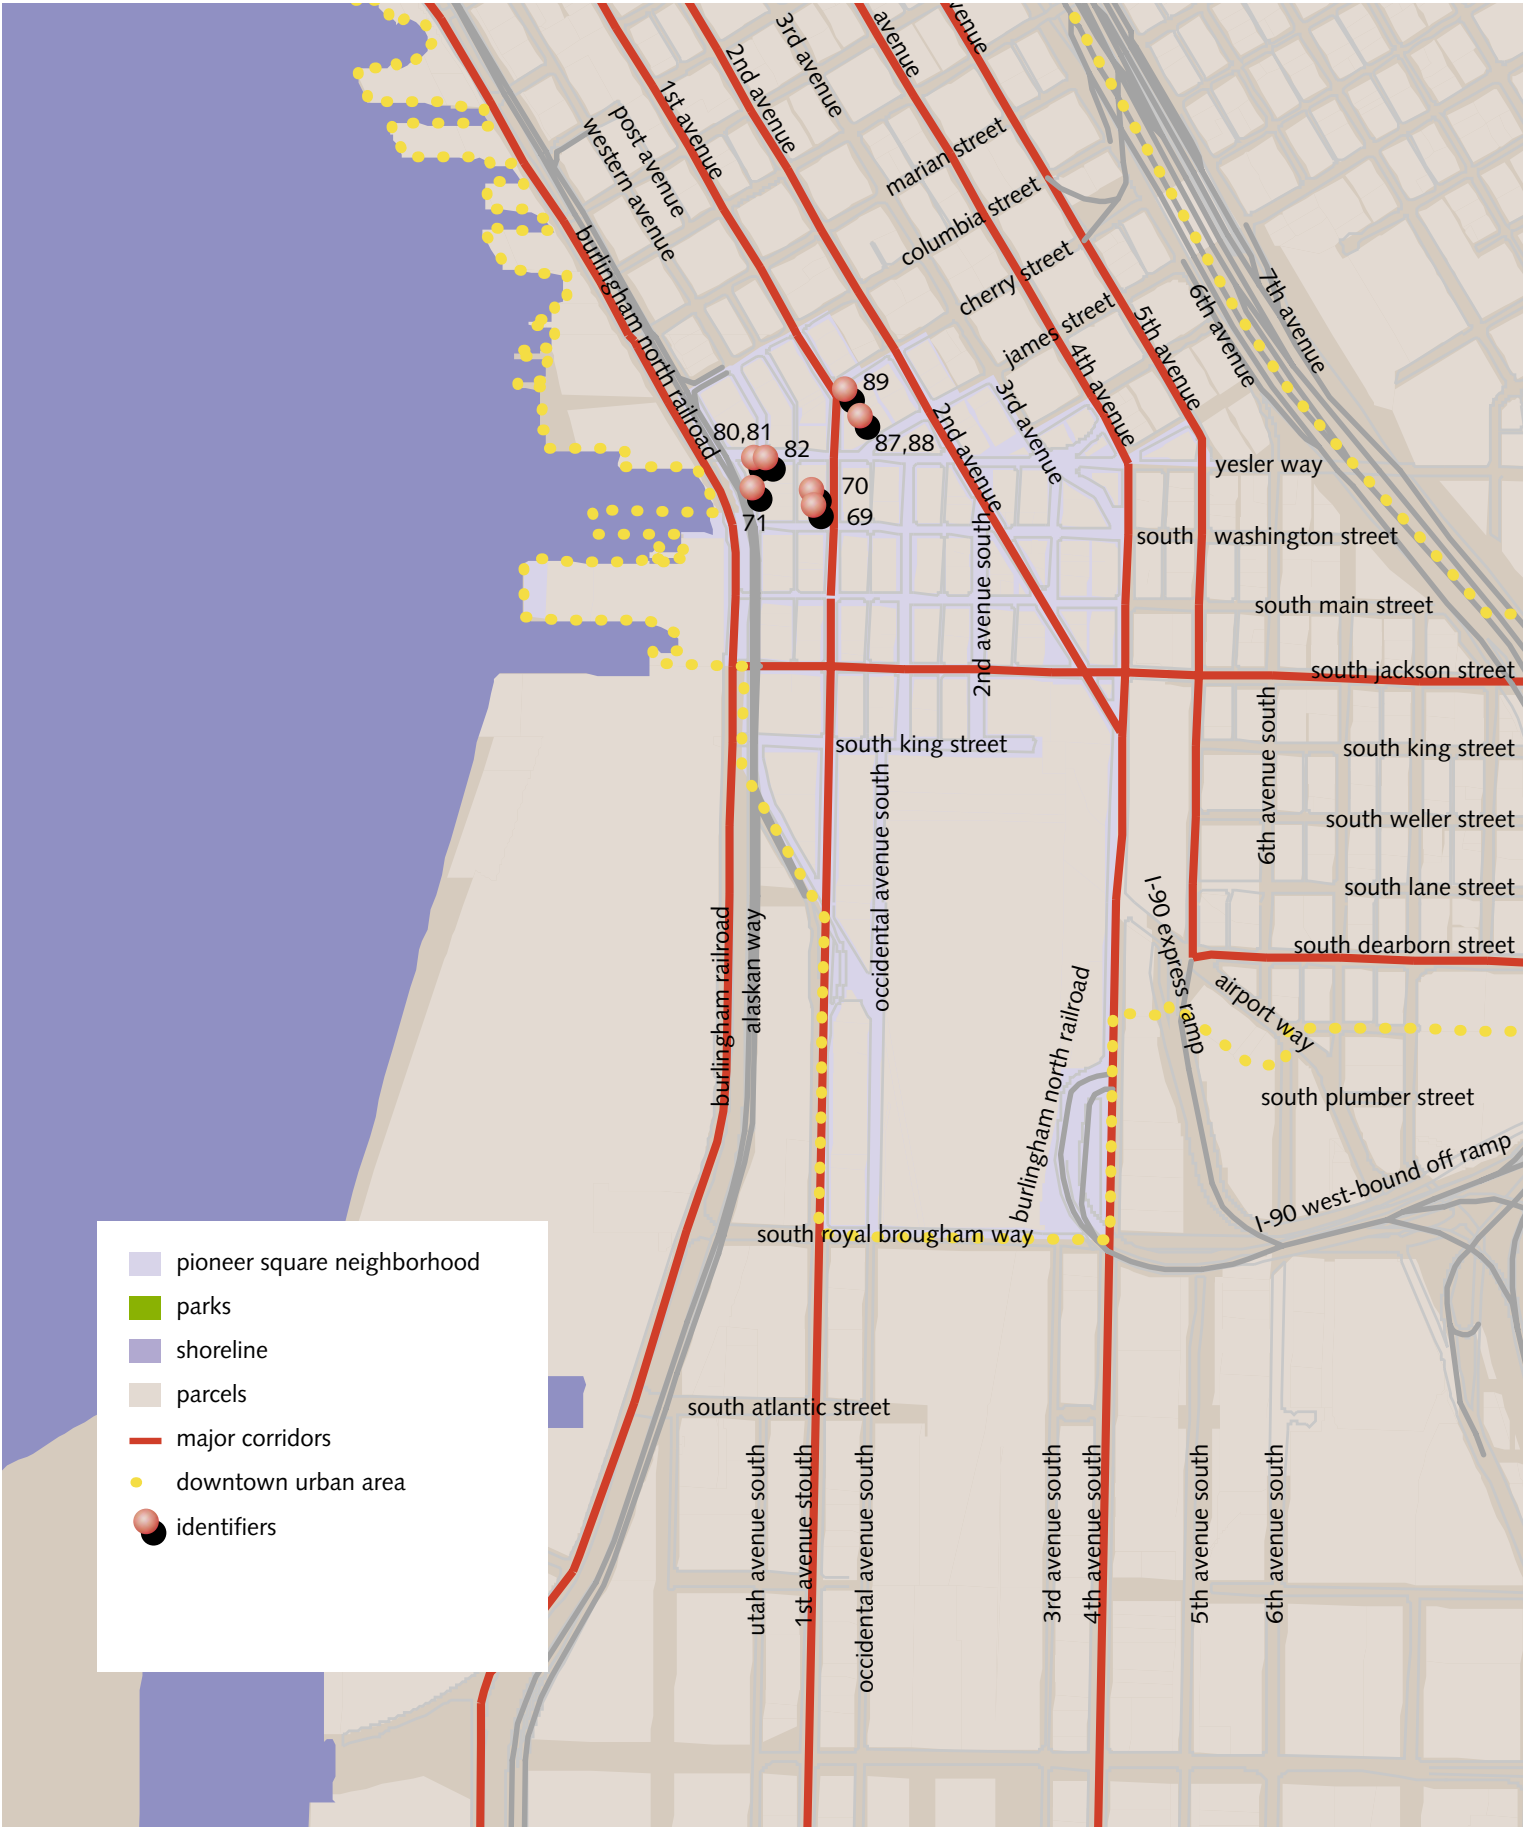 3rd avenue
avenue
venue
2nd avenue
1st avenue
post avenue
western avenue
marian street
columbia street
cherry street
james street
burlingham north railroad
6th avenue
7th avenue
5th avenue
4th avenue
3rd avenue
2nd avenue
89
87,88
80,81
82
70
69
71
yesler way
south washington street
2nd avenue south
south main street
south jackson street
south king street
south king street
6th avenue south
south weller street
south lane street
south dearborn street
occidental avenue south
burlingham railroad
alaskan way
I-90 express ramp
airport way
burlingham north railroad
south plumber street
I-90 west-bound off ramp
south royal brougham way
pioneer square neighborhood
parks
shoreline
parcels
major corridors
downtown urban area
identifiers
south atlantic street
utah avenue south
1st avenue stouth
occidental avenue south
3rd avenue south
4th avenue south
5th avenue south
6th avenue south